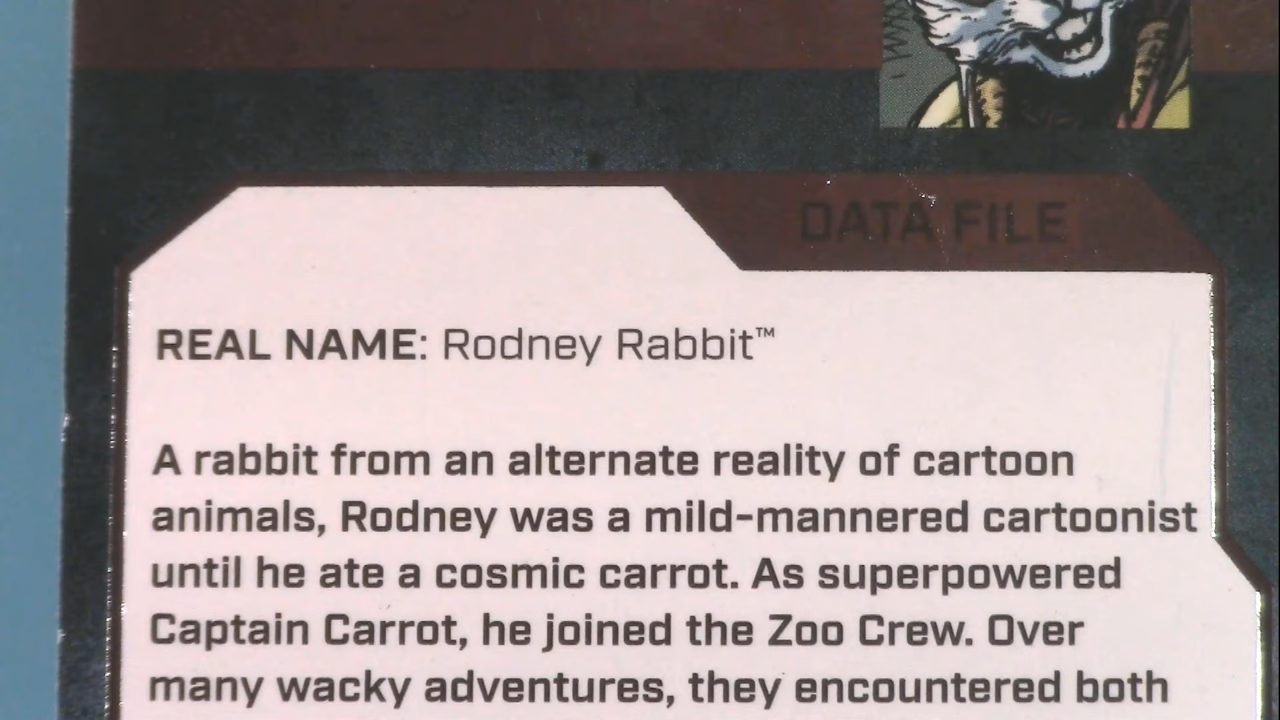 DATA FILE
REAL NAME: Rodney Rabbit™
A rabbit from an alternate reality of cartoon
animals, Rodney was a mild-mannered cartoonist
until he ate a cosmic carrot. As superpowered
Captain Carrot, he joined the Zoo Crew. Over
many wacky adventures, they encountered both